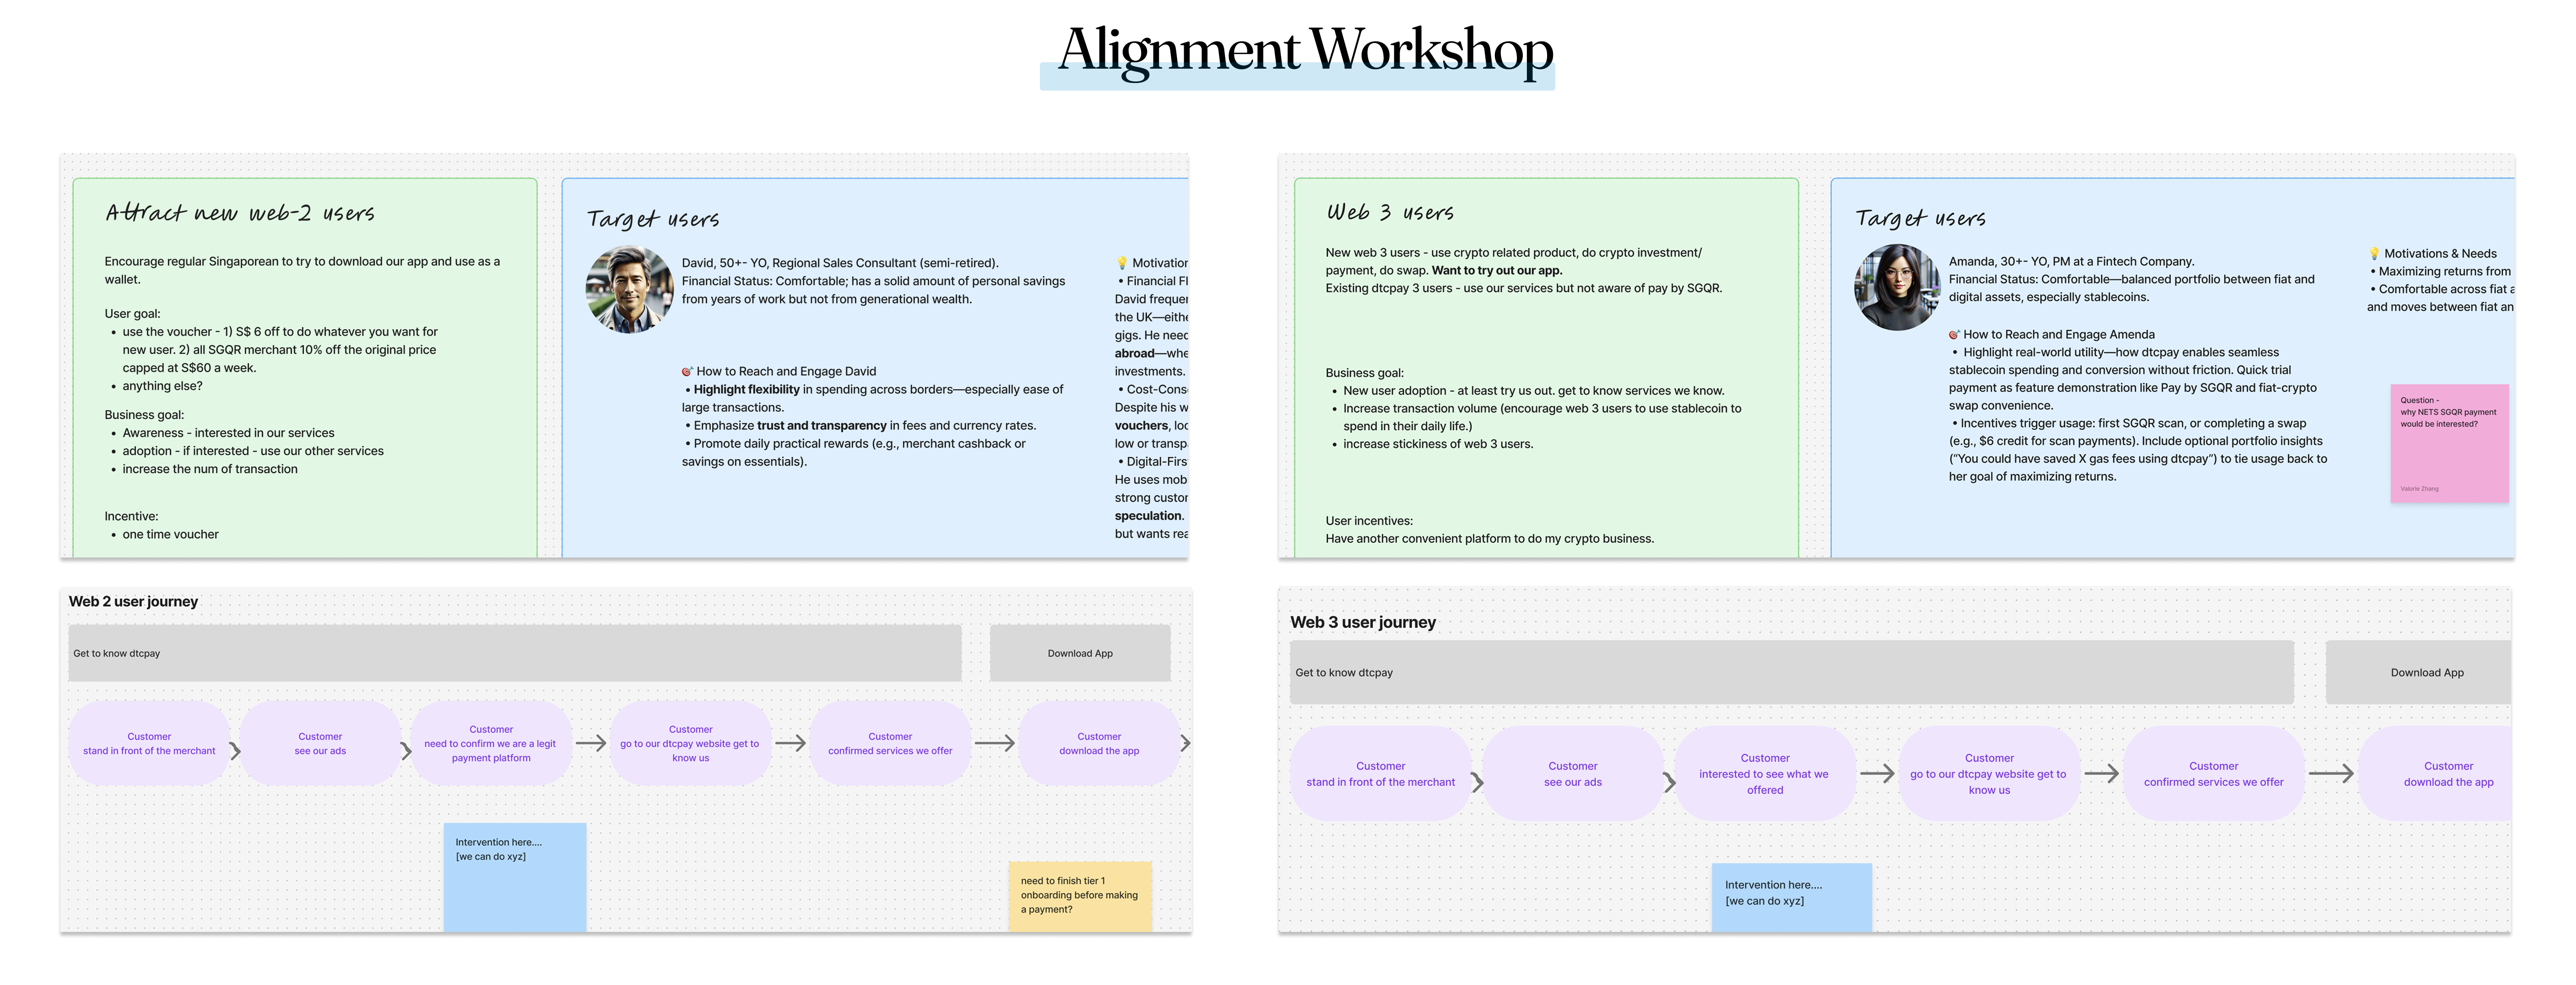 Alignment Workshop
Attract new web-2 users
Encourage regular Singaporean to try to download our app and use as a
wallet.
User goal:
• use the voucher - 1) S$ 6 off to do whatever you want for
new user. 2) all SGQR merchant 10% off the original price
capped at S$60 a week.
• anything else?
Business goal:
• Awareness - interested in our services
• adoption - if interested - use our other services
• increase the num of transaction
Incentive:
• one time voucher
Target users
David, 50+- YO, Regional Sales Consultant (semi-retired).
Financial Status: Comfortable; has a solid amount of personal savings
from years of work but not from generational wealth.
🎯 How to Reach and Engage David
• Highlight flexibility in spending across borders—especially ease of
large transactions.
• Emphasize trust and transparency in fees and currency rates.
• Promote daily practical rewards (e.g., merchant cashback or
savings on essentials).
💡 Motivation
• Financial Fl
David frequer
the UK—eithe
gigs. He need
abroad—whe
investments.
• Cost-Cons
Despite his w
vouchers, loc
low or transp
• Digital-Firs
He uses mob
strong custor
speculation.
but wants rea
Web 3 users
New web 3 users - use crypto related product, do crypto investment/
payment, do swap. Want to try out our app.
Existing dtcpay 3 users - use our services but not aware of pay by SGQR.
Business goal:
• New user adoption - at least try us out. get to know services we know.
• Increase transaction volume (encourage web 3 users to use stablecoin to
spend in their daily life.)
• increase stickiness of web 3 users.
User incentives:
Have another convenient platform to do my crypto business.
Target users
Amanda, 30+- YO, PM at a Fintech Company.
Financial Status: Comfortable—balanced portfolio between fiat and
digital assets, especially stablecoins.
🎯 How to Reach and Engage Amenda
• Highlight real-world utility—how dtcpay enables seamless
stablecoin spending and conversion without friction. Quick trial
payment as feature demonstration like Pay by SGQR and fiat-crypto
swap convenience.
• Incentives trigger usage: first SGQR scan, or completing a swap
(e.g., $6 credit for scan payments). Include optional portfolio insights
(“You could have saved X gas fees using dtcpay”) to tie usage back to
her goal of maximizing returns.
💡 Motivations & Needs
• Maximizing returns from
• Comfortable across fiat a
and moves between fiat an
Question -
why NETS SGQR payment
would be interested?
Valorie Zhang
Web 2 user journey
Get to know dtcpay
Download App
Customer
stand in front of the merchant
Customer
see our ads
Customer
need to confirm we are a legit
payment platform
Customer
go to our dtcpay website get to
know us
Customer
confirmed services we offer
Customer
download the app
Intervention here....
[we can do xyz]
need to finish tier 1
onboarding before making
a payment?
Web 3 user journey
Get to know dtcpay
Download App
Customer
stand in front of the merchant
Customer
see our ads
Customer
interested to see what we
offered
Customer
go to our dtcpay website get to
know us
Customer
confirmed services we offer
Customer
download the app
Intervention here....
[we can do xyz]